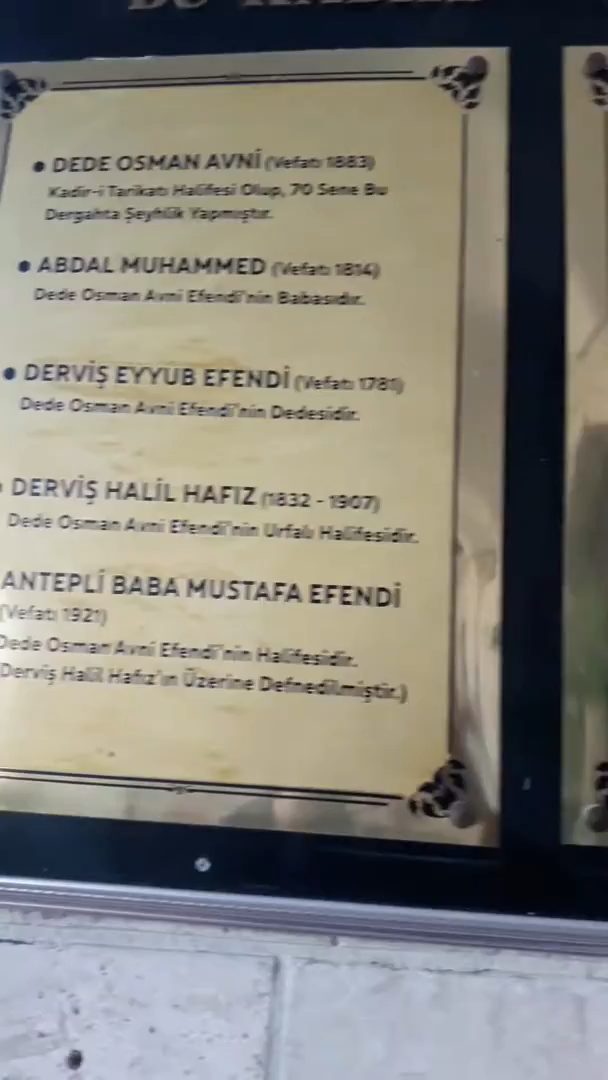 BU
• DEDE OSMAN AVNİ (Vefatı 1883)
Kadir-i Tarikatı Halifesi Olup, 70 Sene Bu
Dergahta Şeyhlik Yapmıştır.
• ABDAL MUHAMMED (Vefatı 1814)
Dede Osman Avni Efendi'nin Babasıdır.
• DERVİŞ EYYUB EFENDİ (Vefatı 1781)
Dede Osman Avni Efendi'nin Dedesidir.
DERVİŞ HALİL HAFIZ (1832 - 1907)
Dede Osman Avni Efendi'nin Urfalı Halifesidir.
ANTEPLİ BABA MUSTAFA EFENDİ
(Vefatı 1921)
Dede Osman Avni Efendi'nin Halifesidir.
Derviş Halil Hafız'ın Üzerine Defnedilmiştir.)